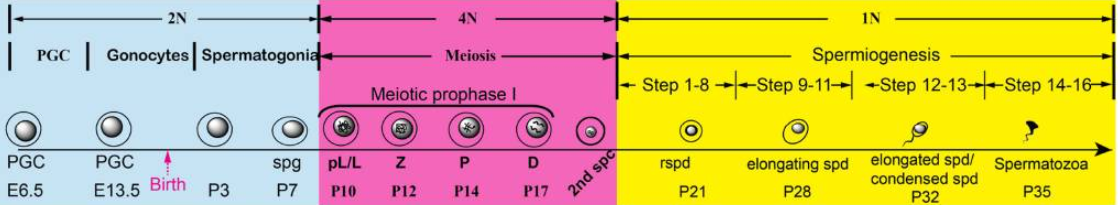 2N 4N 1N
PGC Gonocytes Spermatogonia Meiosis Spermiogenesis
Meiotic prophase I Step 1-8 Step 9-11 Step 12-13 Step 14-16
PGC PGC spg pL/L Z P D 2nd spc rspd elongating spd elongated spd/ Spermatozoa
condensed spd
Birth
E6.5 E13.5 P3 P7 P10 P12 P14 P17 P21 P28 P32 P35